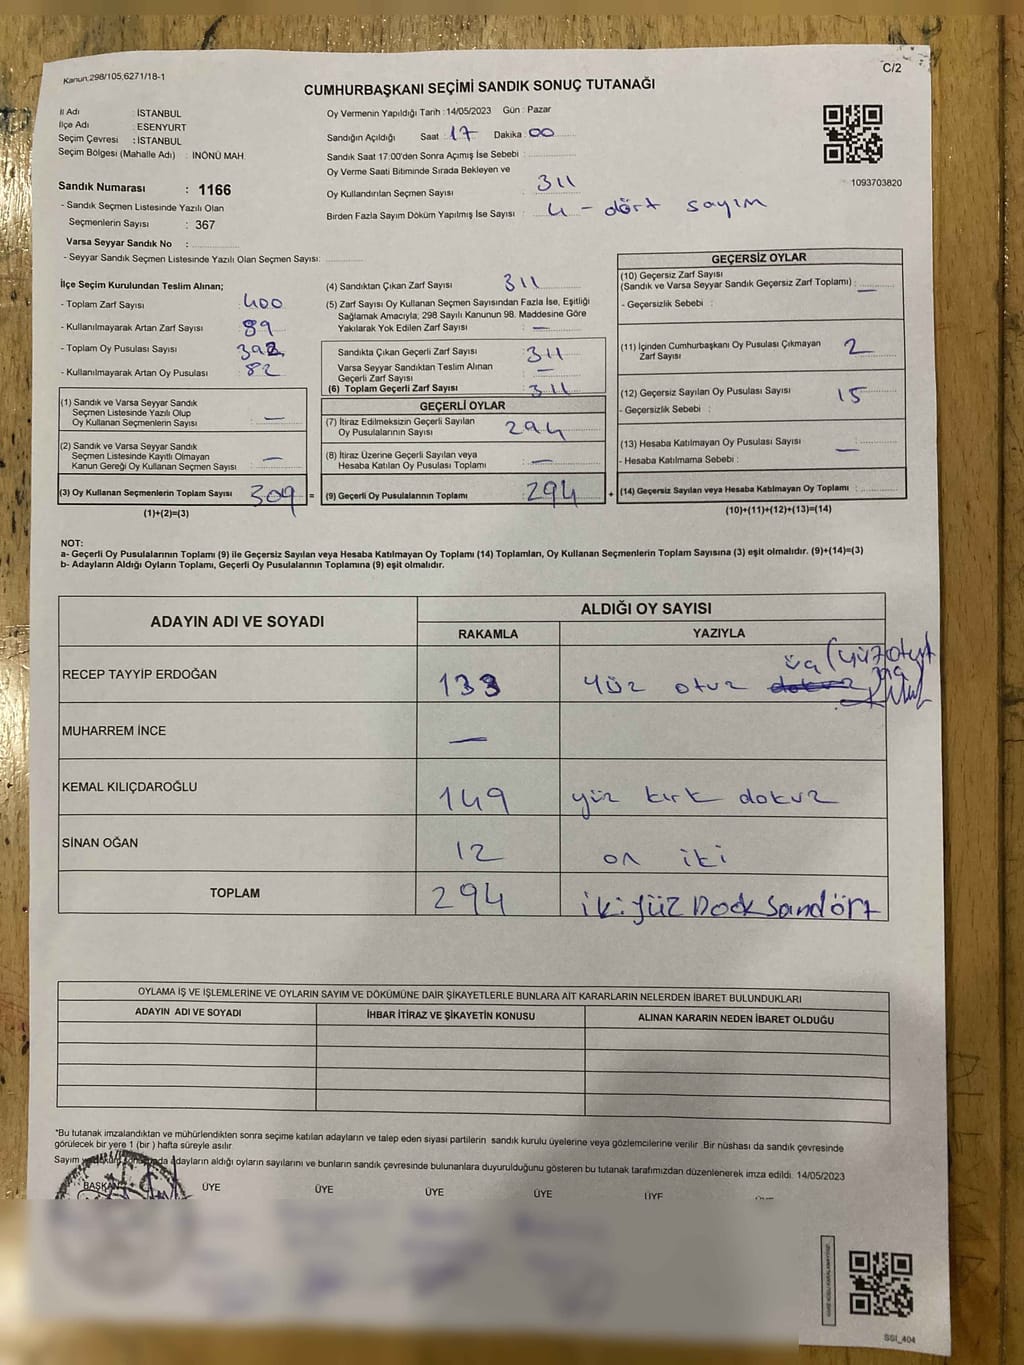 Kanun,298/105,6271/18-1
C/2
CUMHURBAŞKANI SEÇİMİ SANDIK SONUÇ TUTANAĞI
İl Adı : İSTANBUL
İlçe Adı : ESENYURT
Seçim Çevresi : İSTANBUL
Seçim Bölgesi (Mahalle Adı) : İNÖNÜ MAH.
Sandık Numarası : 1166
- Sandık Seçmen Listesinde Yazılı Olan
Seçmenlerin Sayısı : 367
Varsa Seyyar Sandık No :
- Seyyar Sandık Seçmen Listesinde Yazılı Olan Seçmen Sayısı:
Oy Vermenin Yapıldığı Tarih : 14/05/2023 Gün : Pazar
Sandığın Açıldığı Saat : 17 Dakika : 00
Sandık Saat 17:00'den Sonra Açımış İse Sebebi :
Oy Verme Saati Bitiminde Sırada Bekleyen ve
Oy Kullandırılan Seçmen Sayısı : 311
Birden Fazla Sayım Döküm Yapılmış İse Sayısı : 4 - dört sayım
1093703820
İlçe Seçim Kurulundan Teslim Alınan;
- Toplam Zarf Sayısı : 400
- Kullanılmayarak Artan Zarf Sayısı : 89
- Toplam Oy Pusulası Sayısı : 392
- Kullanılmayarak Artan Oy Pusulası : 82
(1) Sandık ve Varsa Seyyar Sandık
Seçmen Listesinde Yazılı Olup
Oy Kullanan Seçmenlerin Sayısı : —
(2) Sandık ve Varsa Seyyar Sandık
Seçmen Listesinde Kayıtlı Olmayan
Kanun Gereği Oy Kullanan Seçmen Sayısı : —
(3) Oy Kullanan Seçmenlerin Toplam Sayısı : 309 =
(1)+(2)=(3)
(4) Sandıktan Çıkan Zarf Sayısı : 311
(5) Zarf Sayısı Oy Kullanan Seçmen Sayısından Fazla İse, Eşitliği
Sağlamak Amacıyla; 298 Sayılı Kanunun 98. Maddesine Göre
Yakılarak Yok Edilen Zarf Sayısı : —
Sandıkta Çıkan Geçerli Zarf Sayısı : 311
Varsa Seyyar Sandıktan Teslim Alınan
Geçerli Zarf Sayısı : —
(6) Toplam Geçerli Zarf Sayısı : 311
GEÇERLİ OYLAR
(7) İtiraz Edilmeksizin Geçerli Sayılan
Oy Pusulalarının Sayısı : 294
(8) İtiraz Üzerine Geçerli Sayılan veya
Hesaba Katılan Oy Pusulası Toplamı : —
(9) Geçerli Oy Pusulalarının Toplamı : 294 +
GEÇERSİZ OYLAR
(10) Geçersiz Zarf Sayısı
(Sandık ve Varsa Seyyar Sandık Geçersiz Zarf Toplamı) : —
- Geçersizlik Sebebi :
(11) İçinden Cumhurbaşkanı Oy Pusulası Çıkmayan
Zarf Sayısı : 2
(12) Geçersiz Sayılan Oy Pusulası Sayısı : 15
- Geçersizlik Sebebi :
(13) Hesaba Katılmayan Oy Pusulası Sayısı : —
- Hesaba Katılmama Sebebi :
(14) Geçersiz Sayılan veya Hesaba Katılmayan Oy Toplamı :
(10)+(11)+(12)+(13)=(14)
NOT:
a- Geçerli Oy Pusulalarının Toplamı (9) ile Geçersiz Sayılan veya Hesaba Katılmayan Oy Toplamı (14) Toplamları, Oy Kullanan Seçmenlerin Toplam Sayısına (3) eşit olmalıdır. (9)+(14)=(3)
b- Adayların Aldığı Oyların Toplamı, Geçerli Oy Pusulalarının Toplamına (9) eşit olmalıdır.
ADAYIN ADI VE SOYADI
ALDIĞI OY SAYISI
RAKAMLA YAZIYLA
RECEP TAYYİP ERDOĞAN 133 yüz otuz üç
MUHARREM İNCE —
KEMAL KILIÇDAROĞLU 149 yüz kırk dokuz
SİNAN OĞAN 12 on iki
TOPLAM 294 ikiyüz Docksandört
OYLAMA İŞ VE İŞLEMLERİNE VE OYLARIN SAYIM VE DÖKÜMÜNE DAİR ŞİKAYETLERLE BUNLARA AİT KARARLARIN NELERDEN İBARET BULUNDUKLARI
ADAYIN ADI VE SOYADI İHBAR İTİRAZ VE ŞİKAYETİN KONUSU ALINAN KARARIN NEDEN İBARET OLDUĞU
*Bu tutanak imzalandıktan ve mühürlendikten sonra seçime katılan adayların ve talep eden siyasi partilerin sandık kurulu üyelerine veya gözlemcilerine verilir. Bir nüshası da sandık çevresinde
görülecek bir yere 1 (bir) hafta süreyle asılır.
Sayım adayların aldığı oyların sayılarını ve bunların sandık çevresinde bulunanlara duyurulduğunu gösteren bu tutanak tarafımızdan düzenlenerek imza edildi. 14/05/2023
BAŞKAN ÜYE ÜYE ÜYE ÜYE ÜYE
SSI_404